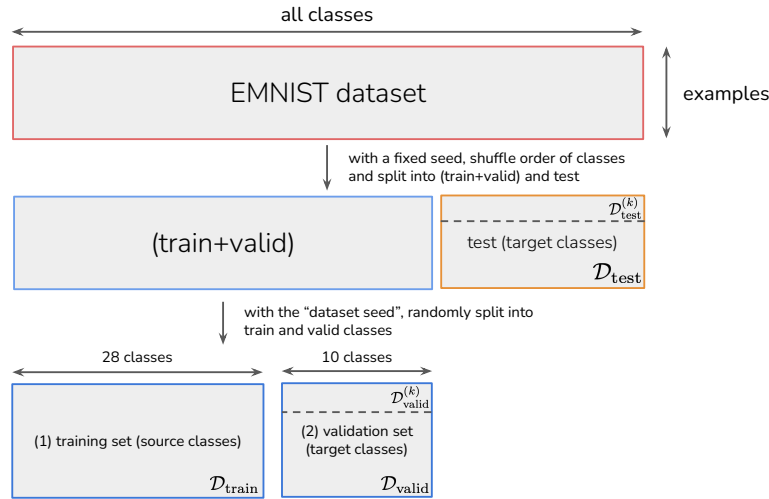 all classes
EMNIST dataset
examples
with a fixed seed, shuffle order of classes
and split into (train+valid) and test
(train+valid)
𝒟_test^(k)
test (target classes)
𝒟_test
with the “dataset seed”, randomly split into
train and valid classes
28 classes
10 classes
(1) training set (source classes)
𝒟_train
𝒟_valid^(k)
(2) validation set
(target classes)
𝒟_valid